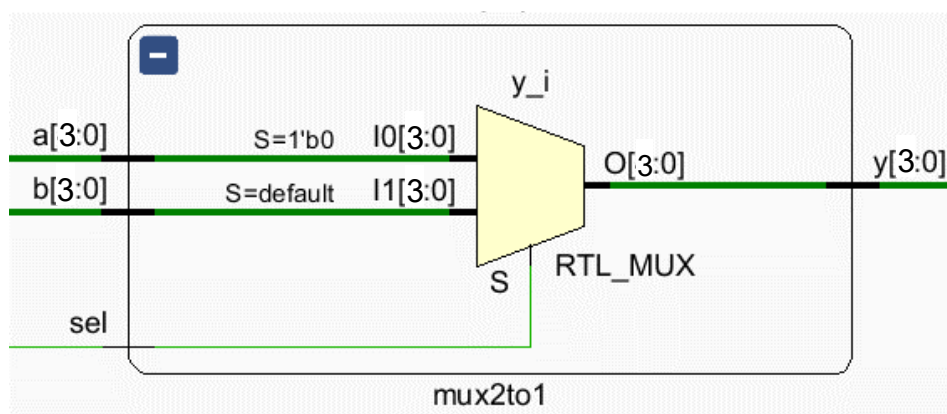 y_i
a[3:0] S=1'b0 I0[3:0] O[3:0] y[3:0]
b[3:0] S=default I1[3:0]
S RTL_MUX
sel
mux2to1